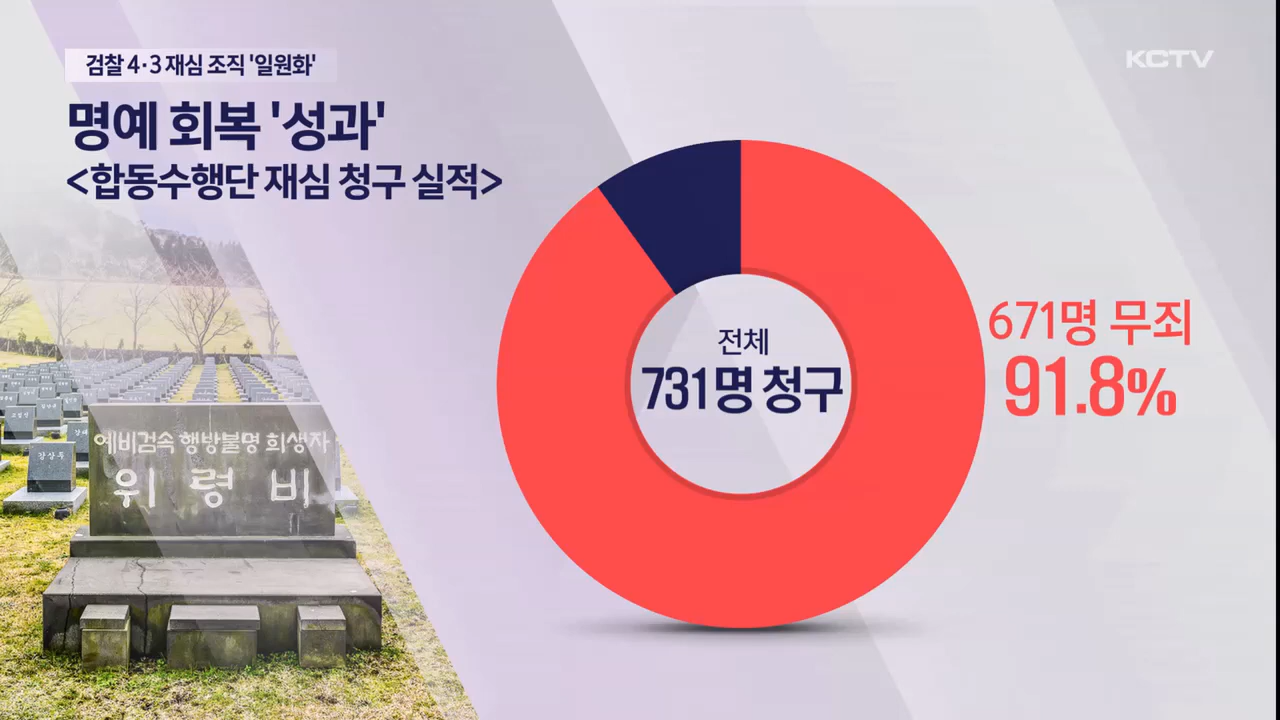 검찰 4·3 재심 조직 '일원화'
KCTV
명예 회복 '성과'
<합동수행단 재심 청구 실적>
전체
731명 청구
671명 무죄
91.8%
예비검속 행방불명 희생자
위령비